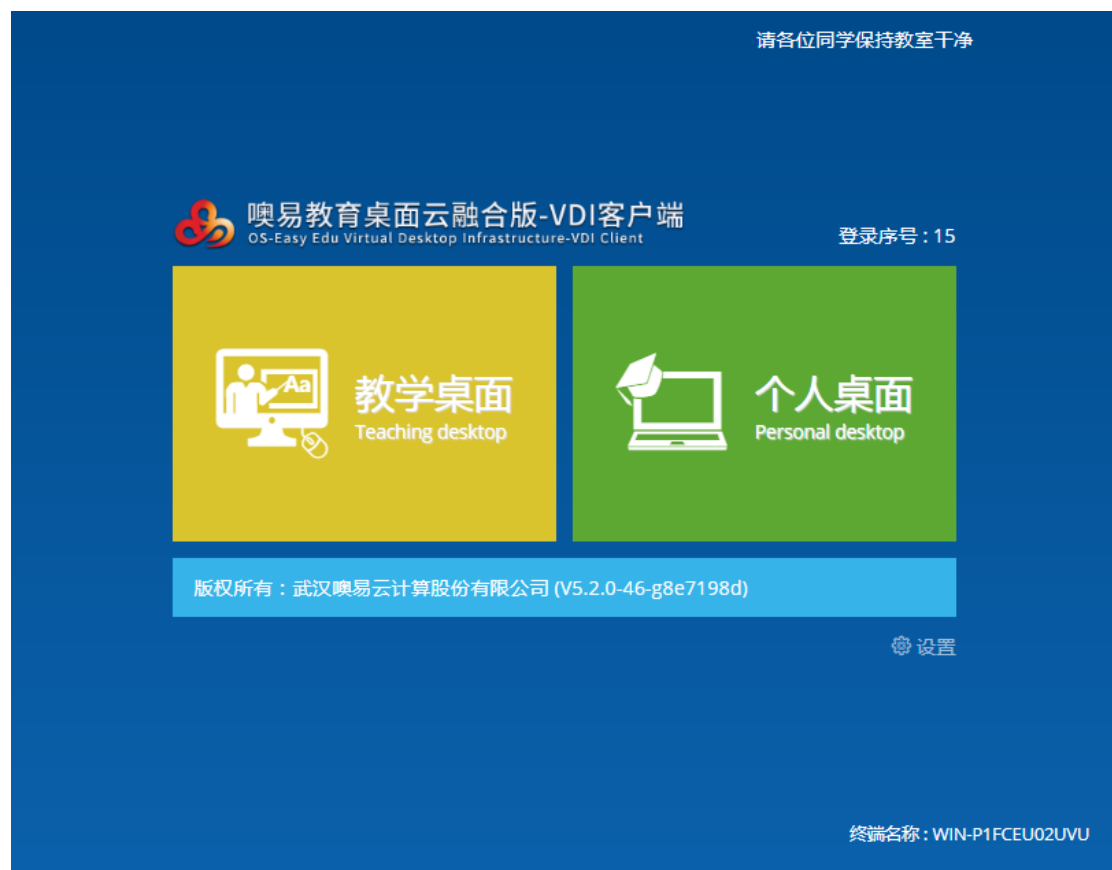 请各位同学保持教室干净
噢易教育桌面云融合版-VDI客户端
OS-Easy Edu Virtual Desktop Infrastructure-VDI Client
登录序号 : 15
Aa
教学桌面
Teaching desktop
个人桌面
Personal desktop
版权所有：武汉噢易云计算股份有限公司 (V5.2.0-46-g8e7198d)
设置
终端名称 : WIN-P1FCEU02UVU